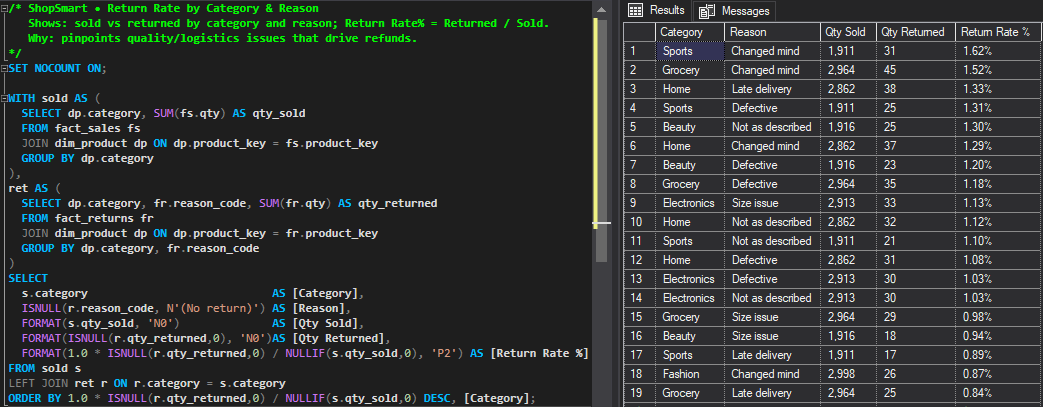 /* ShopSmart • Return Rate by Category & Reason
Shows: sold vs returned by category and reason; Return Rate% = Returned / Sold.
Why: pinpoints quality/logistics issues that drive refunds.
*/
SET NOCOUNT ON;
WITH sold AS (
SELECT dp.category, SUM(fs.qty) AS qty_sold
FROM fact_sales fs
JOIN dim_product dp ON dp.product_key = fs.product_key
GROUP BY dp.category
),
ret AS (
SELECT dp.category, fr.reason_code, SUM(fr.qty) AS qty_returned
FROM fact_returns fr
JOIN dim_product dp ON dp.product_key = fr.product_key
GROUP BY dp.category, fr.reason_code
)
SELECT
s.category AS [Category],
ISNULL(r.reason_code, N'(No return)') AS [Reason],
FORMAT(s.qty_sold, 'N0') AS [Qty Sold],
FORMAT(ISNULL(r.qty_returned,0), 'N0')AS [Qty Returned],
FORMAT(1.0 * ISNULL(r.qty_returned,0) / NULLIF(s.qty_sold,0), 'P2') AS [Return Rate %]
FROM sold s
LEFT JOIN ret r ON r.category = s.category
ORDER BY 1.0 * ISNULL(r.qty_returned,0) / NULLIF(s.qty_sold,0) DESC, [Category];
Results Messages
Category Reason Qty Sold Qty Returned Return Rate %
1 Sports Changed mind 1,911 31 1.62%
2 Grocery Changed mind 2,964 45 1.52%
3 Home Late delivery 2,862 38 1.33%
4 Sports Defective 1,911 25 1.31%
5 Beauty Not as described 1,916 25 1.30%
6 Home Changed mind 2,862 37 1.29%
7 Beauty Defective 1,916 23 1.20%
8 Grocery Defective 2,964 35 1.18%
9 Electronics Size issue 2,913 33 1.13%
10 Home Not as described 2,862 32 1.12%
11 Sports Not as described 1,911 21 1.10%
12 Home Defective 2,862 31 1.08%
13 Electronics Defective 2,913 30 1.03%
14 Electronics Not as described 2,913 30 1.03%
15 Grocery Size issue 2,964 29 0.98%
16 Beauty Size issue 1,916 18 0.94%
17 Sports Late delivery 1,911 17 0.89%
18 Fashion Changed mind 2,998 26 0.87%
19 Grocery Late delivery 2,964 25 0.84%